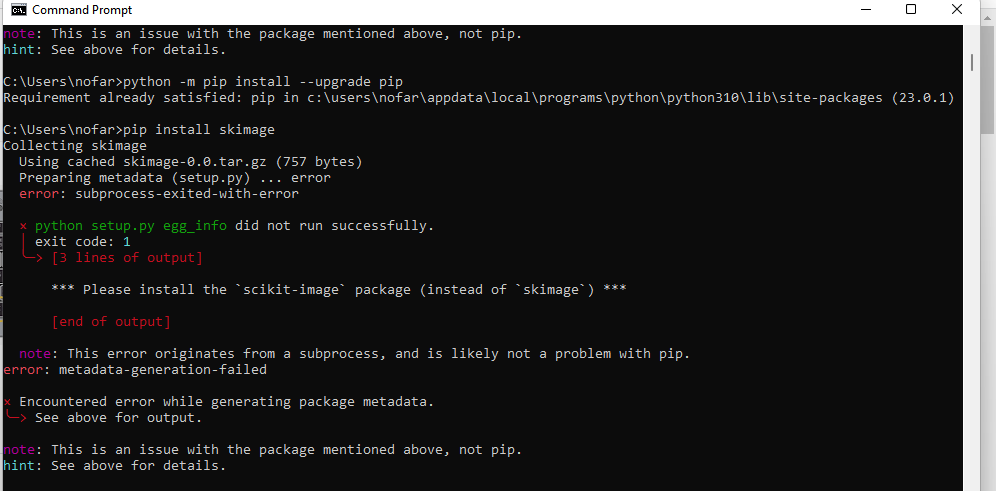 Command Prompt
note: This is an issue with the package mentioned above, not pip.
hint: See above for details.
C:\Users\nofar>python -m pip install --upgrade pip
Requirement already satisfied: pip in c:\users\nofar\appdata\local\programs\python\python310\lib\site-packages (23.0.1)
C:\Users\nofar>pip install skimage
Collecting skimage
  Using cached skimage-0.0.tar.gz (757 bytes)
  Preparing metadata (setup.py) ... error
  error: subprocess-exited-with-error
  × python setup.py egg_info did not run successfully.
  │ exit code: 1
  ╰─> [3 lines of output]
      *** Please install the `scikit-image` package (instead of `skimage`) ***
      [end of output]
  note: This error originates from a subprocess, and is likely not a problem with pip.
error: metadata-generation-failed
× Encountered error while generating package metadata.
╰─> See above for output.
note: This is an issue with the package mentioned above, not pip.
hint: See above for details.